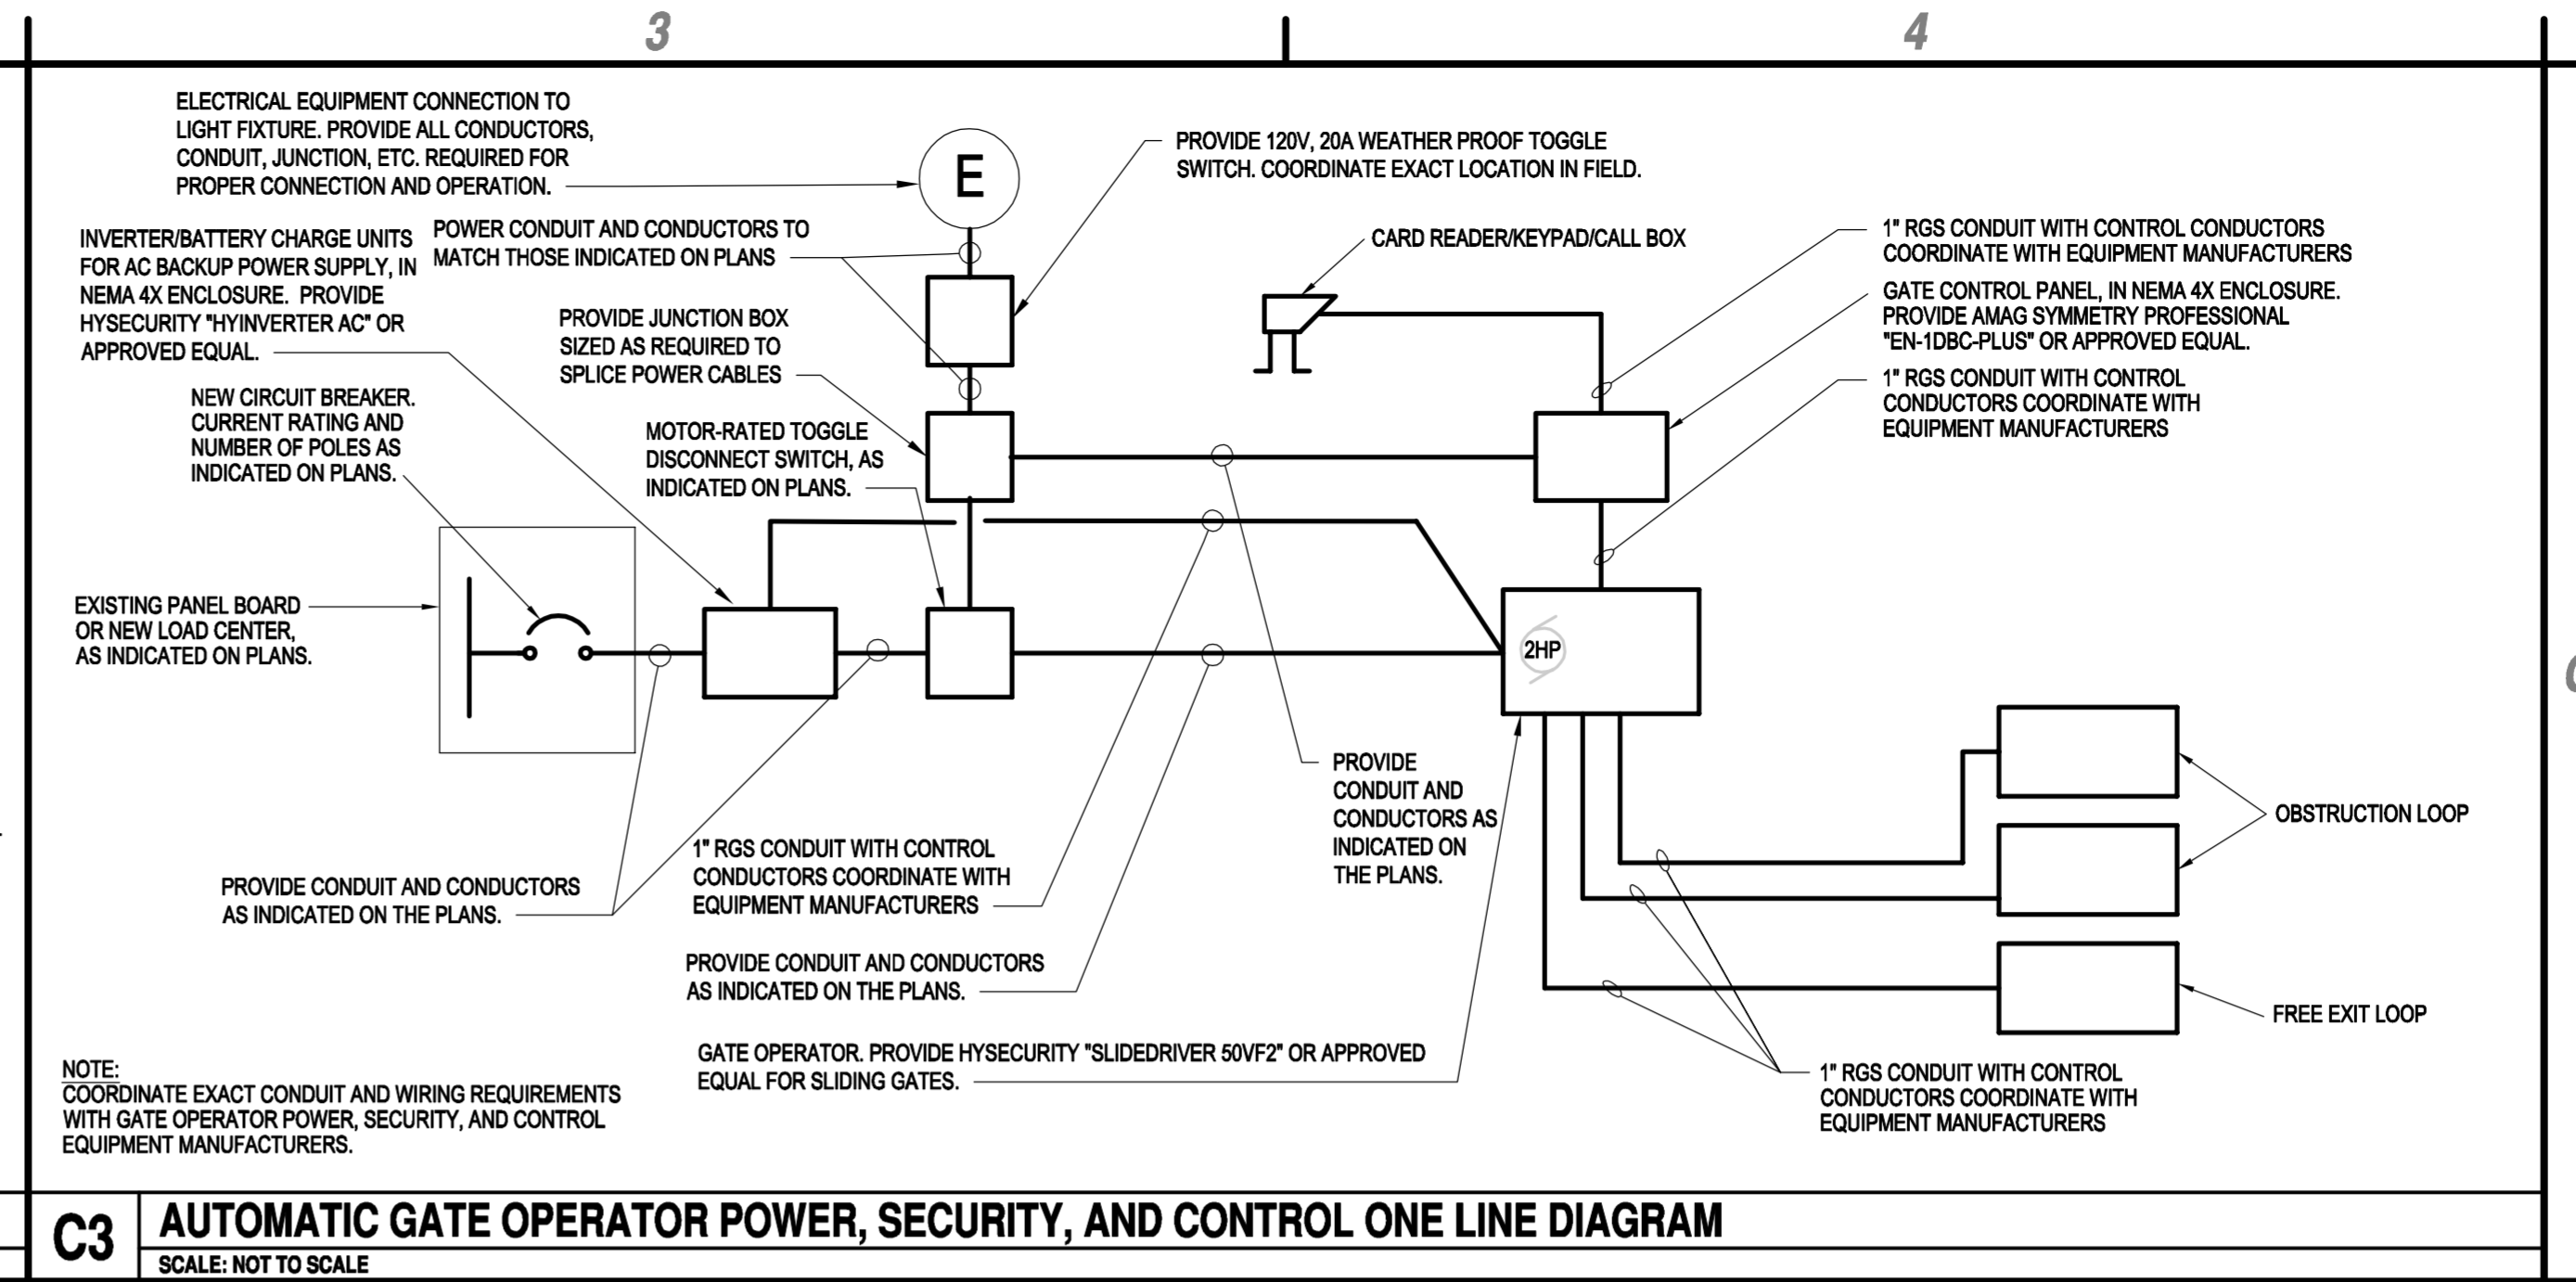 3
4
ELECTRICAL EQUIPMENT CONNECTION TO
LIGHT FIXTURE. PROVIDE ALL CONDUCTORS,
CONDUIT, JUNCTION, ETC. REQUIRED FOR
PROPER CONNECTION AND OPERATION.
E
PROVIDE 120V, 20A WEATHER PROOF TOGGLE
SWITCH. COORDINATE EXACT LOCATION IN FIELD.
INVERTER/BATTERY CHARGE UNITS
FOR AC BACKUP POWER SUPPLY, IN
NEMA 4X ENCLOSURE. PROVIDE
HYSECURITY "HYINVERTER AC" OR
APPROVED EQUAL.
POWER CONDUIT AND CONDUCTORS TO
MATCH THOSE INDICATED ON PLANS
CARD READER/KEYPAD/CALL BOX
1" RGS CONDUIT WITH CONTROL CONDUCTORS
COORDINATE WITH EQUIPMENT MANUFACTURERS
GATE CONTROL PANEL, IN NEMA 4X ENCLOSURE.
PROVIDE AMAG SYMMETRY PROFESSIONAL
"EN-1DBC-PLUS" OR APPROVED EQUAL.
1" RGS CONDUIT WITH CONTROL
CONDUCTORS COORDINATE WITH
EQUIPMENT MANUFACTURERS
PROVIDE JUNCTION BOX
SIZED AS REQUIRED TO
SPLICE POWER CABLES
NEW CIRCUIT BREAKER.
CURRENT RATING AND
NUMBER OF POLES AS
INDICATED ON PLANS.
MOTOR-RATED TOGGLE
DISCONNECT SWITCH, AS
INDICATED ON PLANS.
EXISTING PANEL BOARD
OR NEW LOAD CENTER,
AS INDICATED ON PLANS.
2HP
PROVIDE
CONDUIT AND
CONDUCTORS AS
INDICATED ON
THE PLANS.
OBSTRUCTION LOOP
1" RGS CONDUIT WITH CONTROL
CONDUCTORS COORDINATE WITH
EQUIPMENT MANUFACTURERS
PROVIDE CONDUIT AND CONDUCTORS
AS INDICATED ON THE PLANS.
PROVIDE CONDUIT AND CONDUCTORS
AS INDICATED ON THE PLANS.
FREE EXIT LOOP
GATE OPERATOR. PROVIDE HYSECURITY "SLIDEDRIVER 50VF2" OR APPROVED
EQUAL FOR SLIDING GATES.
1" RGS CONDUIT WITH CONTROL
CONDUCTORS COORDINATE WITH
EQUIPMENT MANUFACTURERS
NOTE:
COORDINATE EXACT CONDUIT AND WIRING REQUIREMENTS
WITH GATE OPERATOR POWER, SECURITY, AND CONTROL
EQUIPMENT MANUFACTURERS.
C3
AUTOMATIC GATE OPERATOR POWER, SECURITY, AND CONTROL ONE LINE DIAGRAM
SCALE: NOT TO SCALE